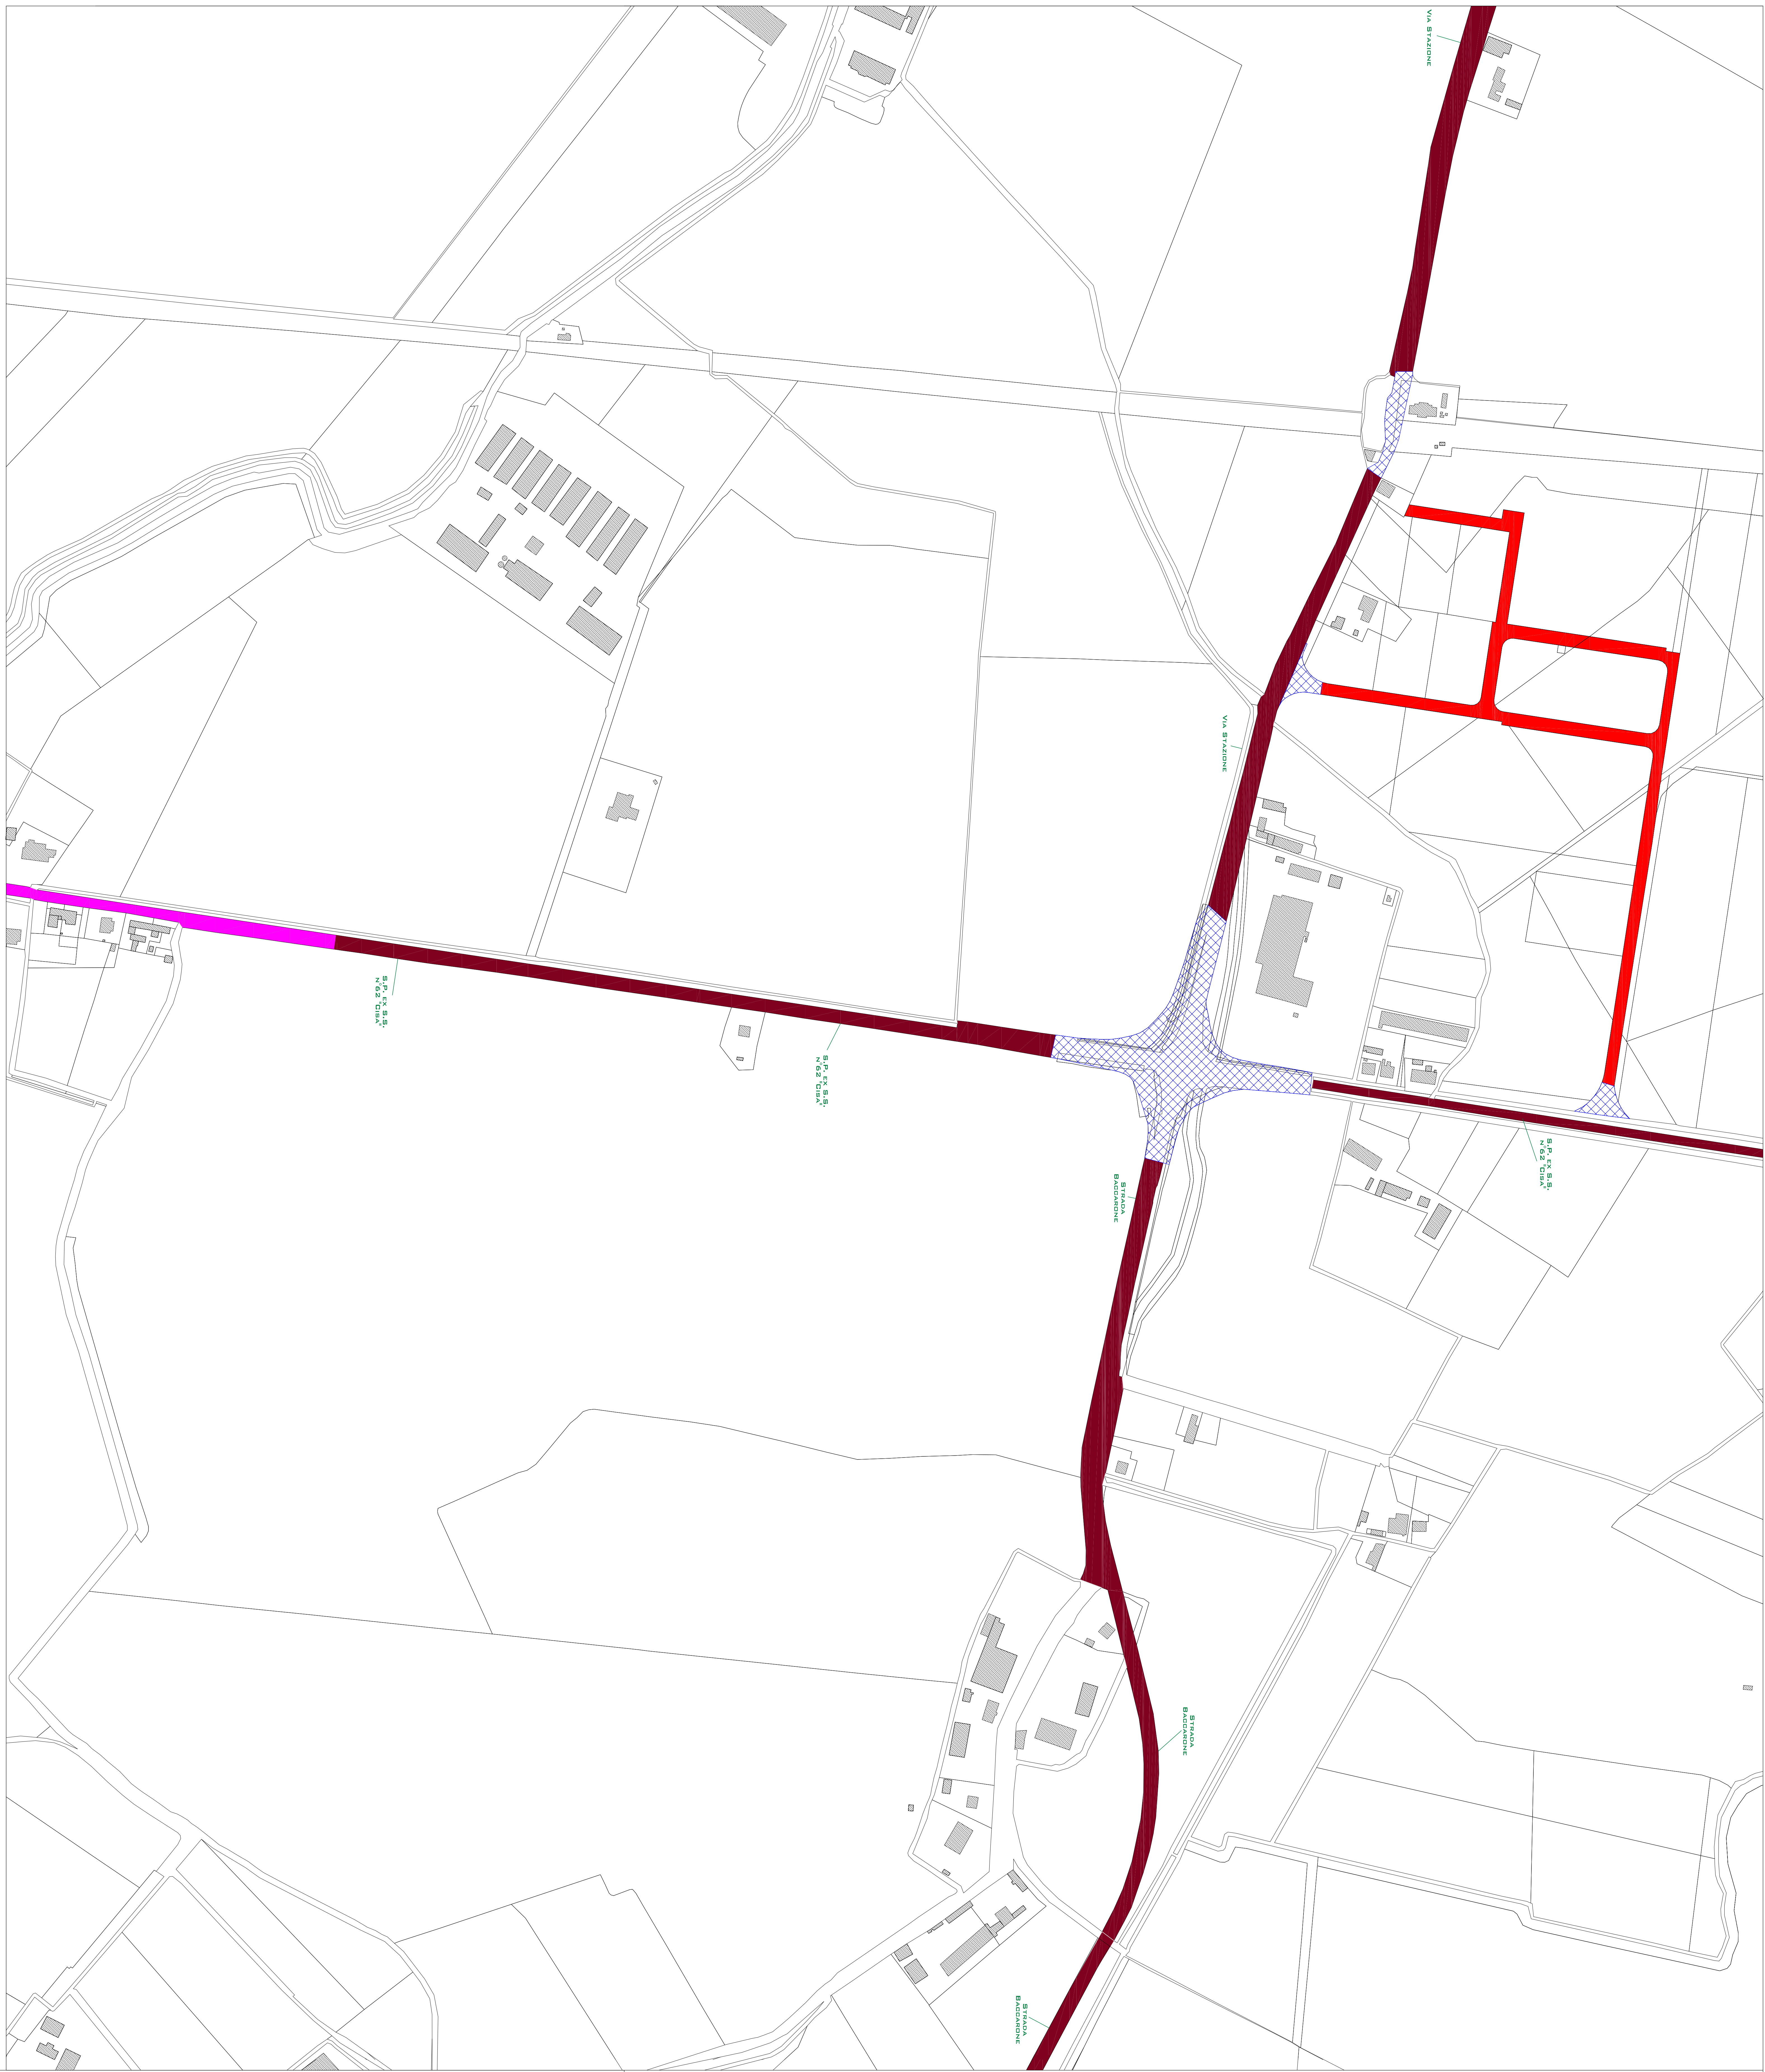 Via Stazione
Via Stazione
S.P. ex S.S.
n°62 "Cisa"
S.P. ex S.S.
n°62 "Cisa"
S.P. ex S.S.
n°62 "Cisa"
Strada
Baccarone
Strada
Baccarone
Strada
Baccarone